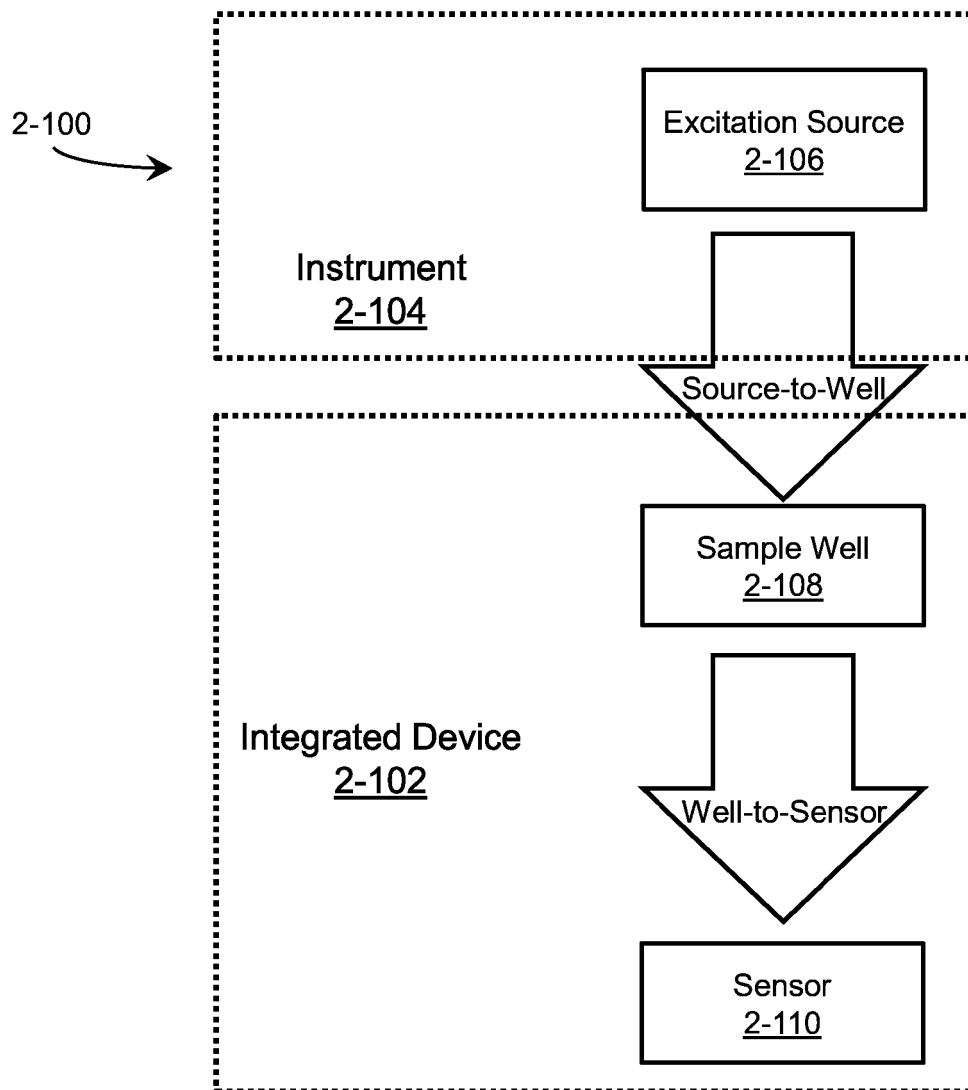 2-100
Excitation Source
2-106
Instrument
2-104
Source-to-Well
Sample Well
2-108
Integrated Device
2-102
Well-to-Sensor
Sensor
2-110